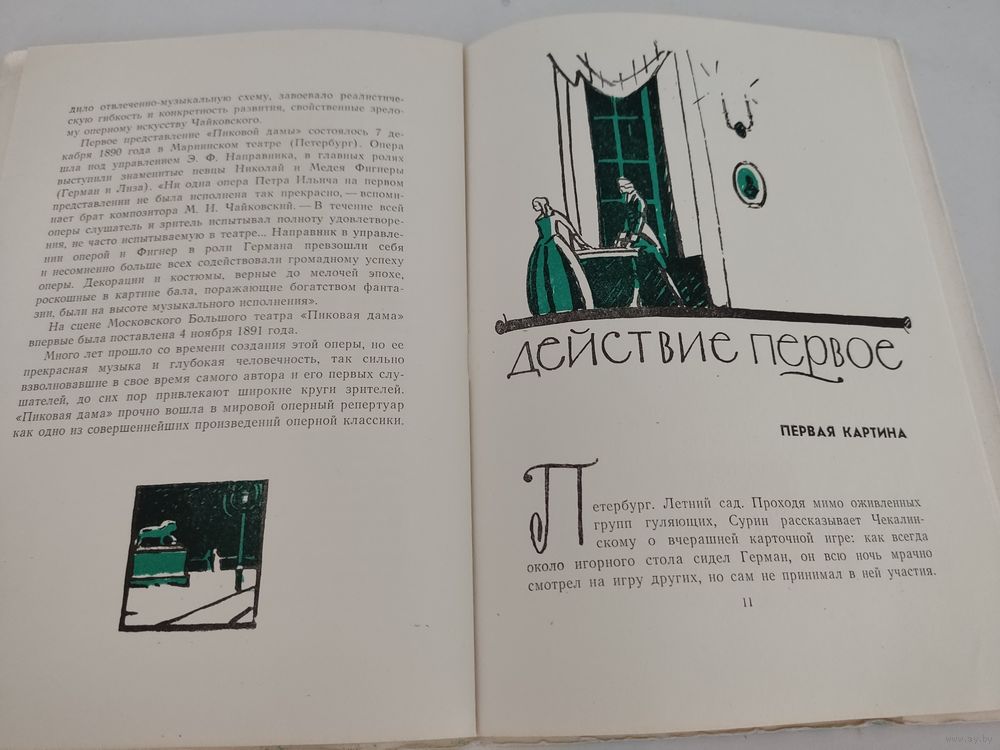 дило отвлеченно-музыкальную схему, завоевало реалистиче-
скую гибкость и конкретность развития, свойственные зрело-
му оперному искусству Чайковского.
Первое представление «Пиковой дамы» состоялось 7 де-
кабря 1890 года в Мариинском театре (Петербург). Опера
шла под управлением Э. Ф. Направника, в главных ролях
выступили знаменитые певцы Николай и Медея Фигнеры
(Герман и Лиза). «Ни одна опера Петра Ильича на первом
представлении не была исполнена так прекрасно, — вспоми-
нает брат композитора М. И. Чайковский. — В течение всей
оперы слушатель и зритель испытывал полноту удовлетворе-
ния, не часто испытываемую в театре... Направник в управле-
нии оперой и Фигнер в роли Германа превзошли себя
и несомненно больше всех содействовали громадному успеху
оперы. Декорации и костюмы, верные до мелочей эпохе,
роскошные в картине бала, поражающие богатством фанта-
зии, были на высоте музыкального исполнения».
На сцене Московского Большого театра «Пиковая дама»
впервые была поставлена 4 ноября 1891 года.
Много лет прошло со времени создания этой оперы, но ее
прекрасная музыка и глубокая человечность, так сильно
взволновавшие в свое время самого автора и его первых слу-
шателей, до сих пор привлекают широкие круги зрителей.
«Пиковая дама» прочно вошла в мировой оперный репертуар
как одно из совершеннейших произведений оперной классики.
действие первое
ПЕРВАЯ КАРТИНА
Петербург. Летний сад. Проходя мимо оживленных
групп гуляющих, Сурин рассказывает Чекалин-
скому о вчерашней карточной игре: как всегда
около игорного стола сидел Герман, он всю ночь мрачно
смотрел на игру других, но сам не принимал в ней участия.
11
www.ay.by